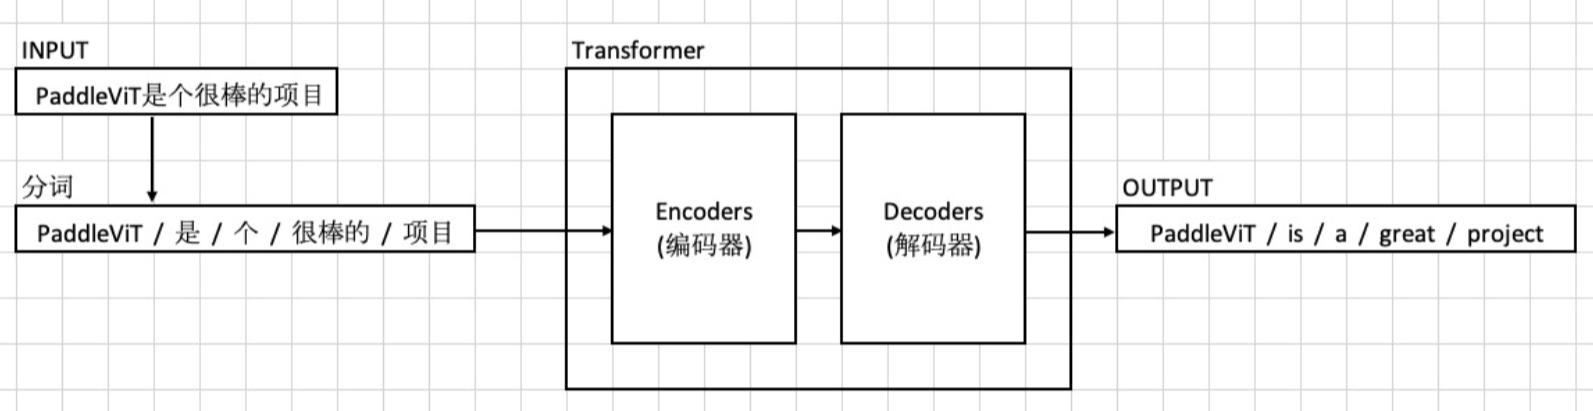 INPUT
PaddleViT是个很棒的项目
分词
PaddleViT / 是 / 个 / 很棒的 / 项目
Transformer
Encoders
(编码器)
Decoders
(解码器)
OUTPUT
PaddleViT / is / a / great / project